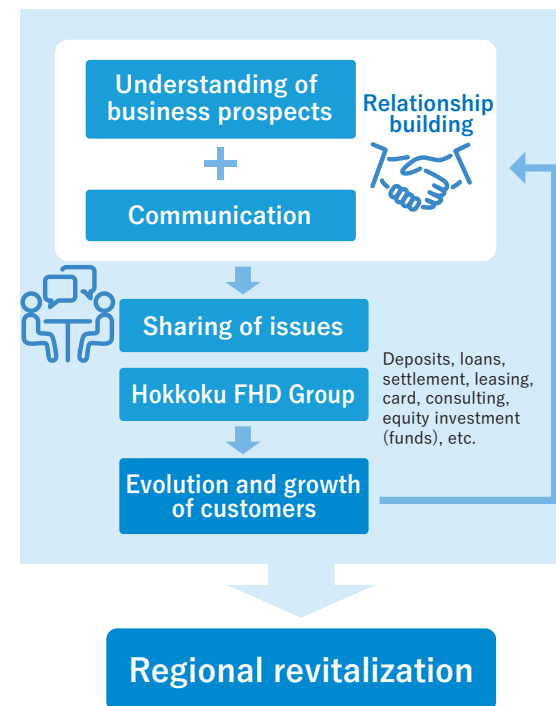 Understanding of
business prospects
Relationship
building
+
Communication
Sharing of issues
Hokkoku FHD Group
Deposits, loans,
settlement, leasing,
card, consulting,
equity investment
(funds), etc.
Evolution and growth
of customers
Regional revitalization